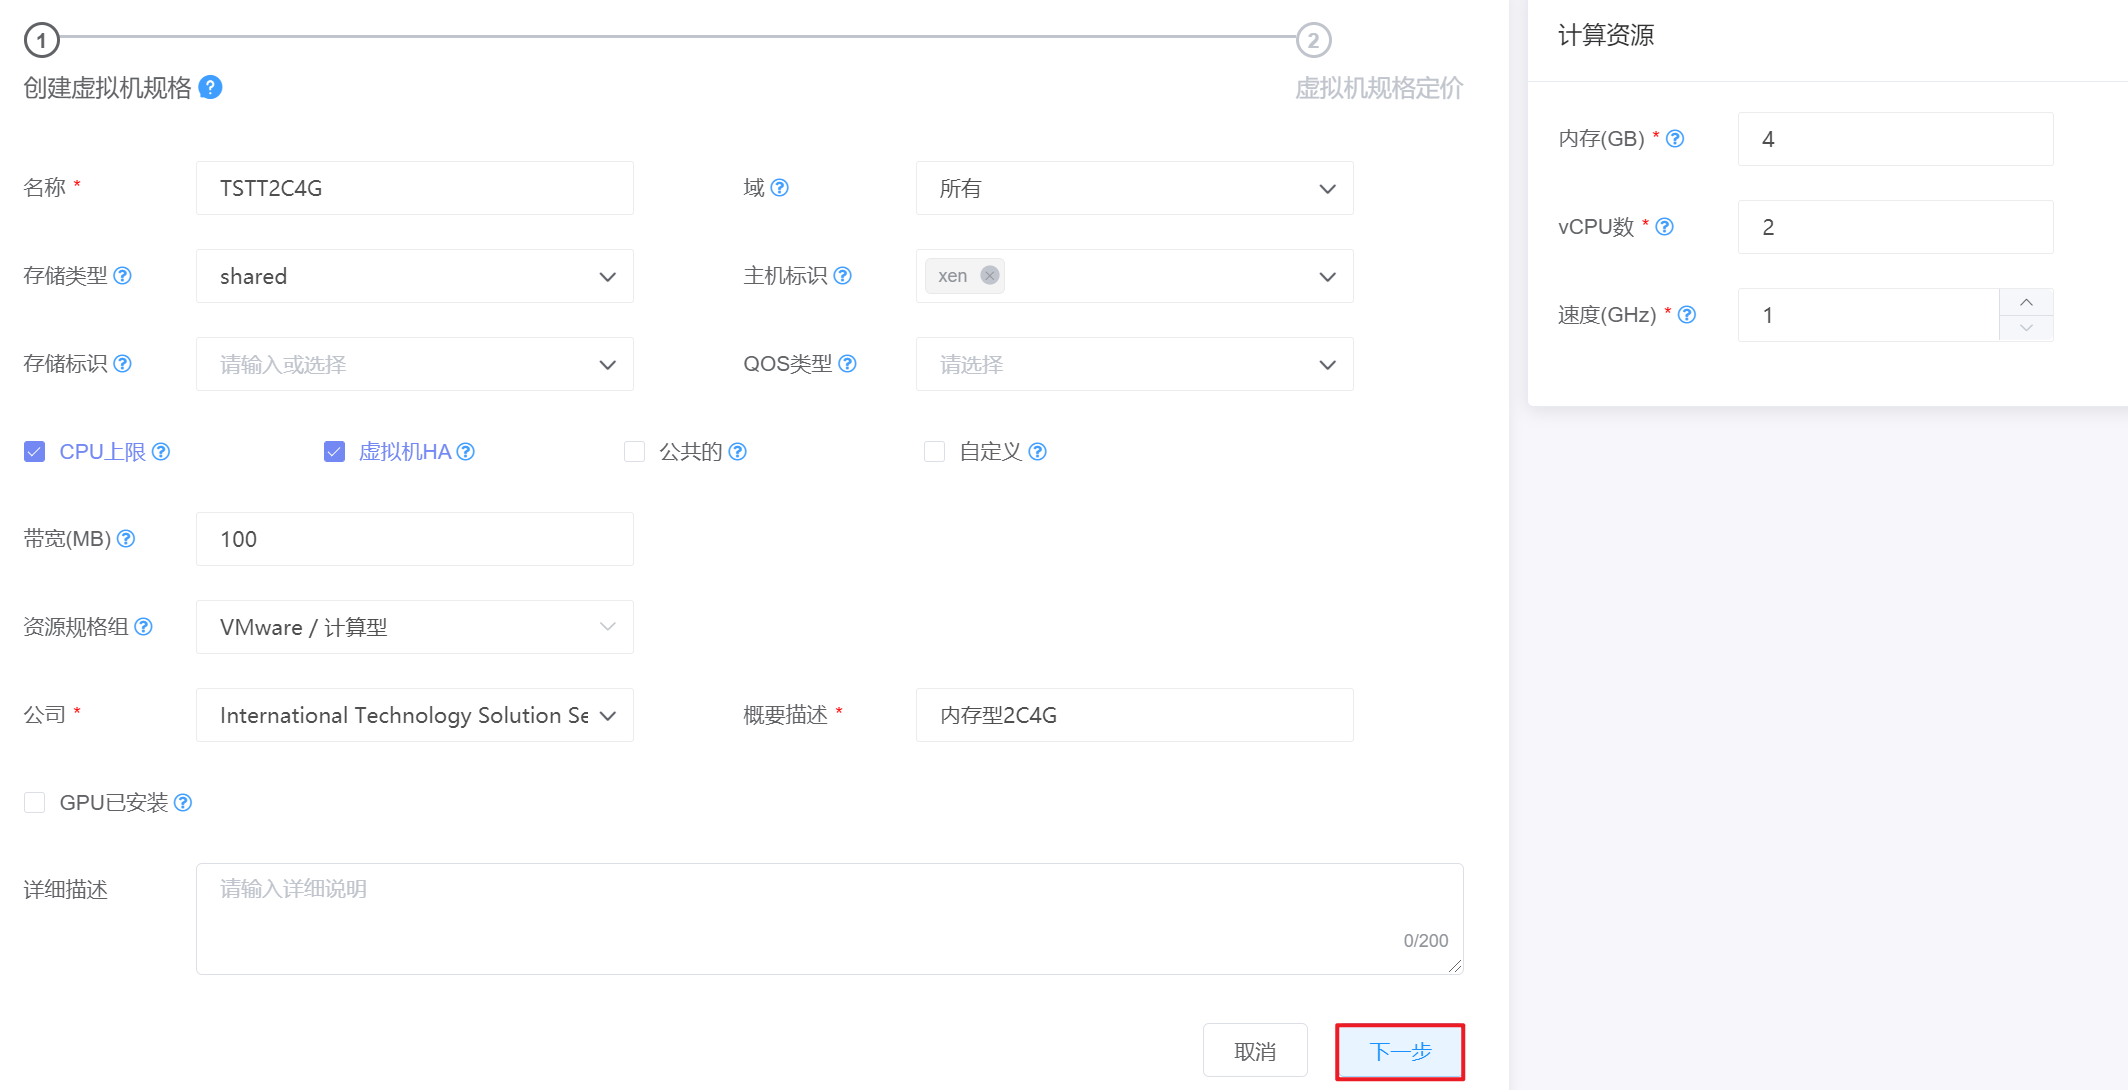 1
2
创建虚拟机规格 ?
虚拟机规格定价
名称 * TSTT2C4G
域 ? 所有
存储类型 ? shared
主机标识 ? xen
存储标识 ? 请输入或选择
QOS类型 ? 请选择
CPU上限 ? 虚拟机HA ? 公共的 ? 自定义 ?
带宽(MB) ? 100
资源规格组 ? VMware / 计算型
公司 * International Technology Solution Se
概要描述 * 内存型2C4G
GPU已安装 ?
详细描述 请输入详细说明
0/200
取消 下一步
计算资源
内存(GB) * ? 4
vCPU数 * ? 2
速度(GHz) * ? 1